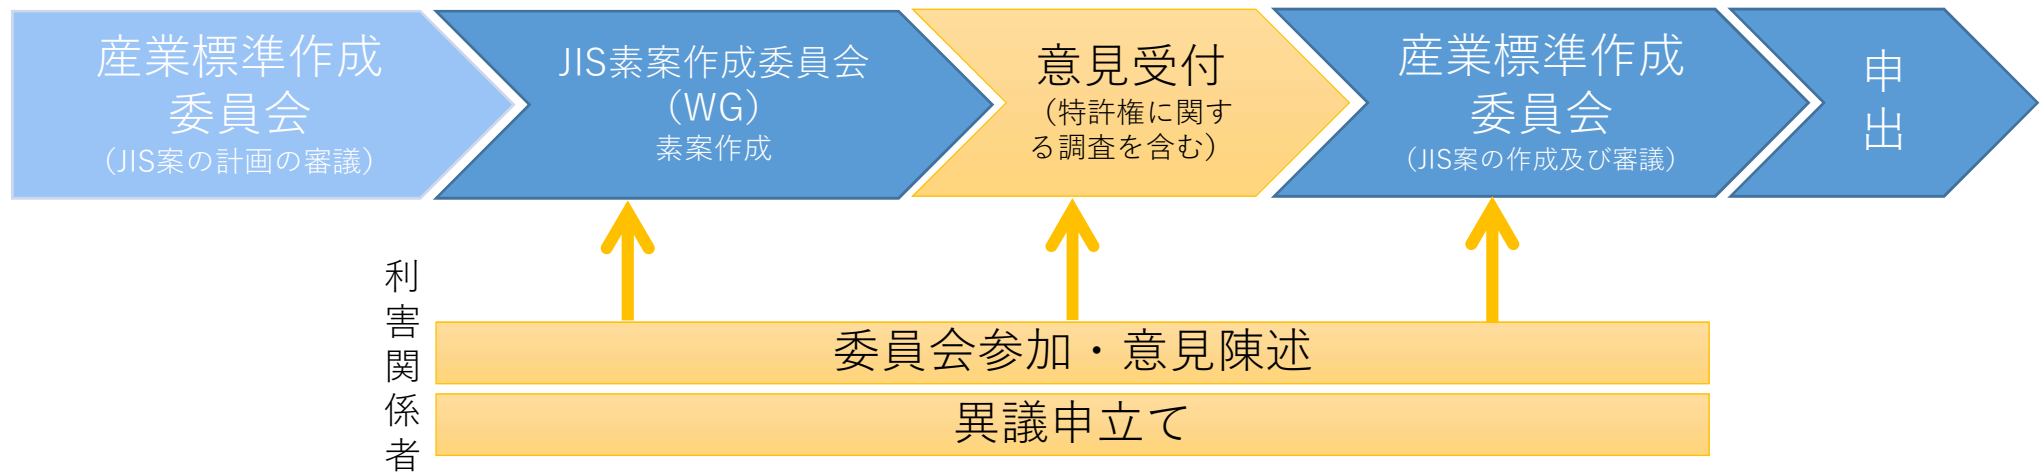 産業標準作成
委員会
（JIS案の計画の審議）
JIS素案作成委員会
（WG）
素案作成
意見受付
（特許権に関す
る調査を含む）
産業標準作成
委員会
（JIS案の作成及び審議）
申
出
利
害
関
係
者
委員会参加・意見陳述
異議申立て